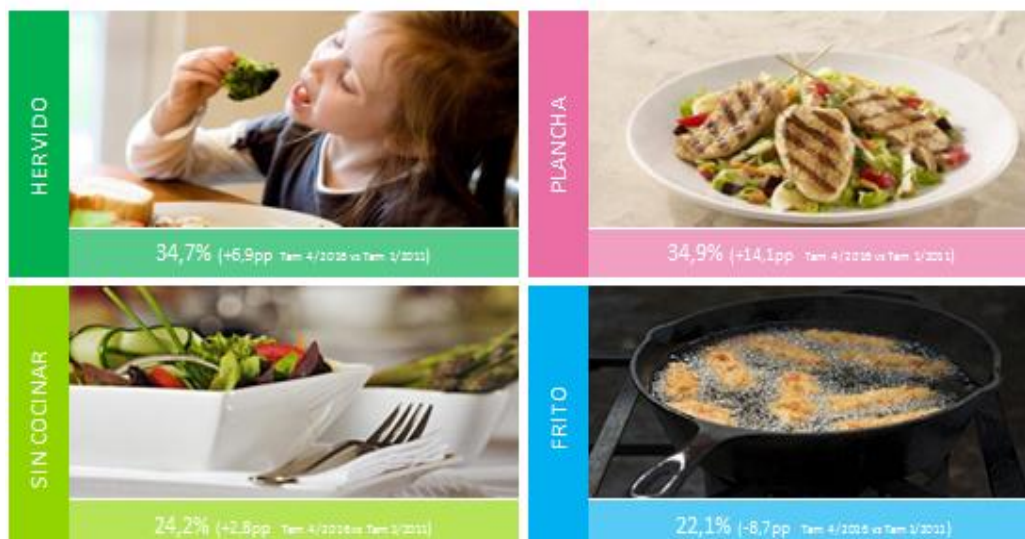 HERVIDO
34,7% (+6,9pp Tam 4/2016 vs Tam 1/2011)
PLANCHA
34,9% (+14,1pp Tam 4/2016 vs Tam 1/2011)
SIN COCINAR
24,2% (+2,8pp Tam 4/2016 vs Tam 1/2011)
FRITO
22,1% (-8,7pp Tam 4/2016 vs Tam 1/2011)